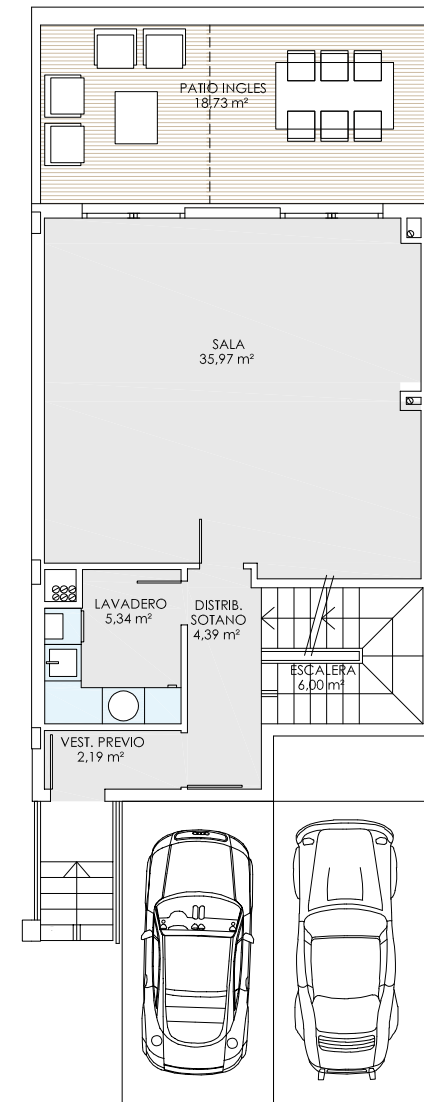 PATIO INGLES
18,73 m²
SALA
35,97 m²
LAVADERO
5,34 m²
DISTRIB.
SOTANO
4,39 m²
ESCALERA
6,00 m²
VEST. PREVIO
2,19 m²